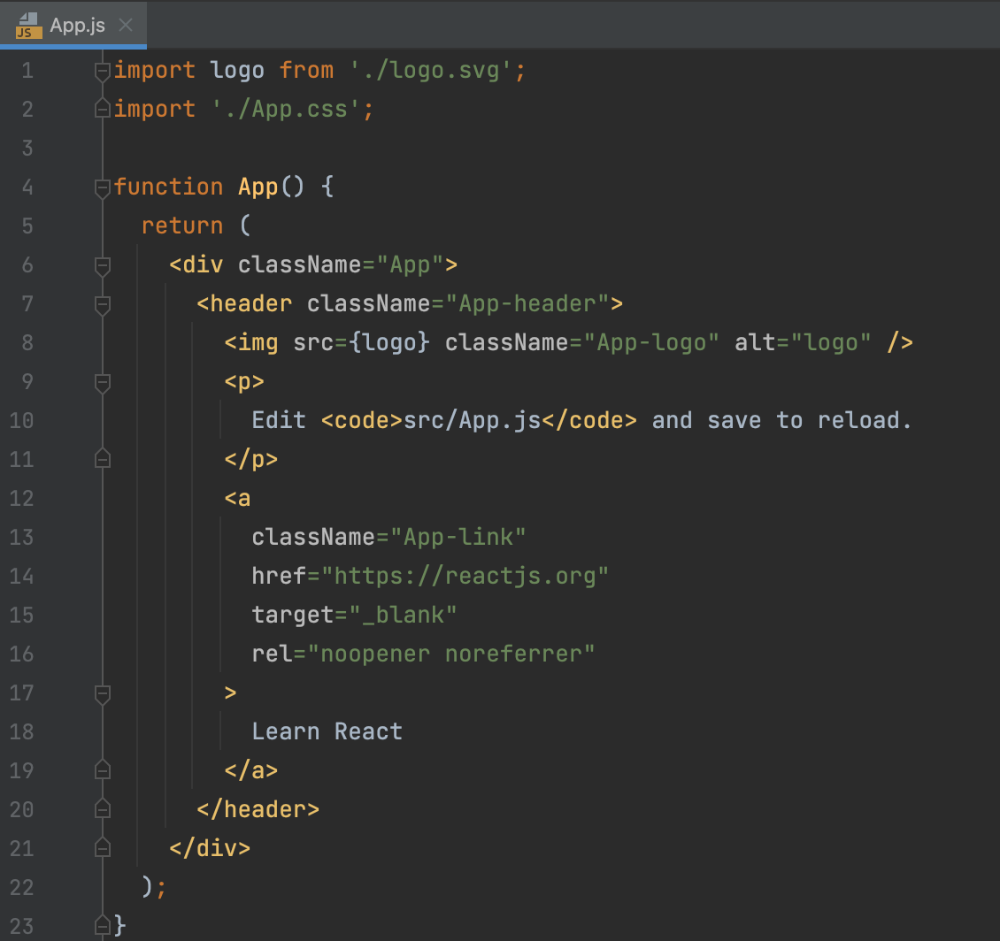 JS App.js
1 import logo from './logo.svg';
2 import './App.css';
3
4 function App() {
5   return (
6     <div className="App">
7       <header className="App-header">
8         <img src={logo} className="App-logo" alt="logo" />
9         <p>
10           Edit <code>src/App.js</code> and save to reload.
11         </p>
12         <a
13           className="App-link"
14           href="https://reactjs.org"
15           target="_blank"
16           rel="noopener noreferrer"
17         >
18           Learn React
19         </a>
20       </header>
21     </div>
22   );
23 }